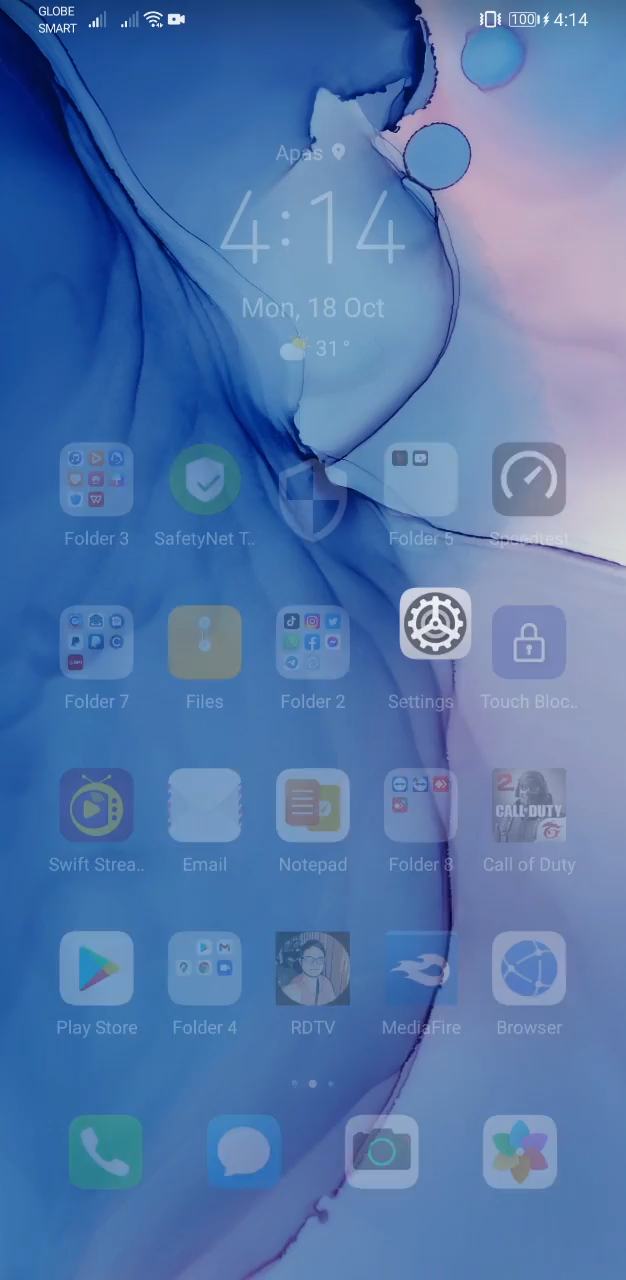 GLOBE
SMART
100 4:14
Apas
4:14
Mon, 18 Oct
31°
Folder 3
SafetyNet T..
Folder 5
Speedtest
Folder 7
Files
Folder 2
Settings
Touch Bloc..
Swift Strea..
Email
Notepad
Folder 8
CALL OF DUTY
Call of Duty
Play Store
Folder 4
RDTV
MediaFire
Browser